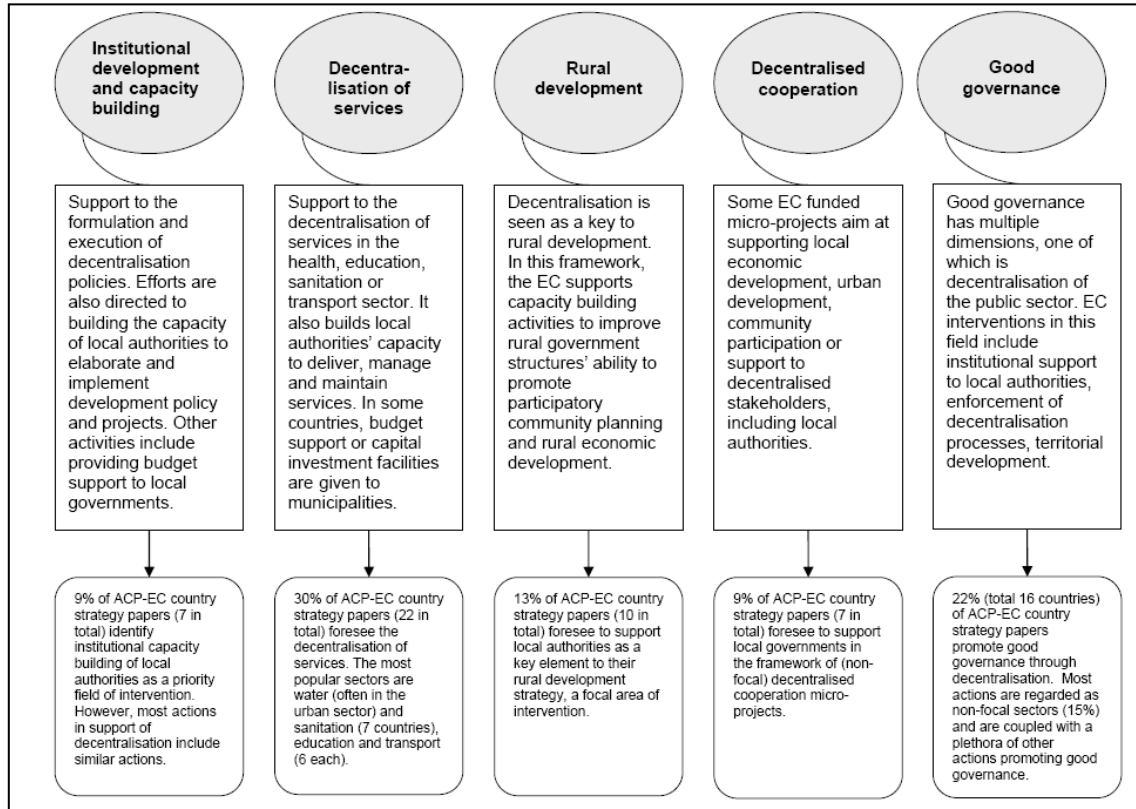 Institutional
development
and capacity
building
Decentra-
lisation of
services
Rural
development
Decentralised
cooperation
Good
governance
Support to the
formulation and
execution of
decentralisation
policies. Efforts are
also directed to
building the capacity
of local authorities to
elaborate and
implement
development policy
and projects. Other
activities include
providing budget
support to local
governments.
Support to the
decentralisation of
services in the
health, education,
sanitation or
transport sector. It
also builds local
authorities' capacity
to deliver, manage
and maintain
services. In some
countries, budget
support or capital
investment facilities
are given to
municipalities.
Decentralisation is
seen as a key to
rural development.
In this framework,
the EC supports
capacity building
activities to improve
rural government
structures' ability to
promote
participatory
community planning
and rural economic
development.
Some EC funded
micro-projects aim at
supporting local
economic
development, urban
development,
community
participation or
support to
decentralised
stakeholders,
including local
authorities.
Good governance
has multiple
dimensions, one of
which is
decentralisation of
the public sector. EC
interventions in this
field include
institutional support
to local authorities,
enforcement of
decentralisation
processes, territorial
development.
9% of ACP-EC country
strategy papers (7 in
total) identify
institutional capacity
building of local
authorities as a priority
field of intervention.
However, most actions
in support of
decentralisation include
similar actions.
30% of ACP-EC country
strategy papers (22 in
total) foresee the
decentralisation of
services. The most
popular sectors are
water (often in the
urban sector) and
sanitation (7 countries),
education and transport
(6 each).
13% of ACP-EC country
strategy papers (10 in
total) foresee to support
local authorities as a
key element to their
rural development
strategy, a focal area of
intervention.
9% of ACP-EC country
strategy papers (7 in
total) foresee to support
local governments in
the framework of (non-
focal) decentralised
cooperation micro-
projects.
22% (total 16 countries)
of ACP-EC country
strategy papers
promote good
governance through
decentralisation. Most
actions are regarded as
non-focal sectors (15%)
and are coupled with a
plethora of other
actions promoting good
governance.